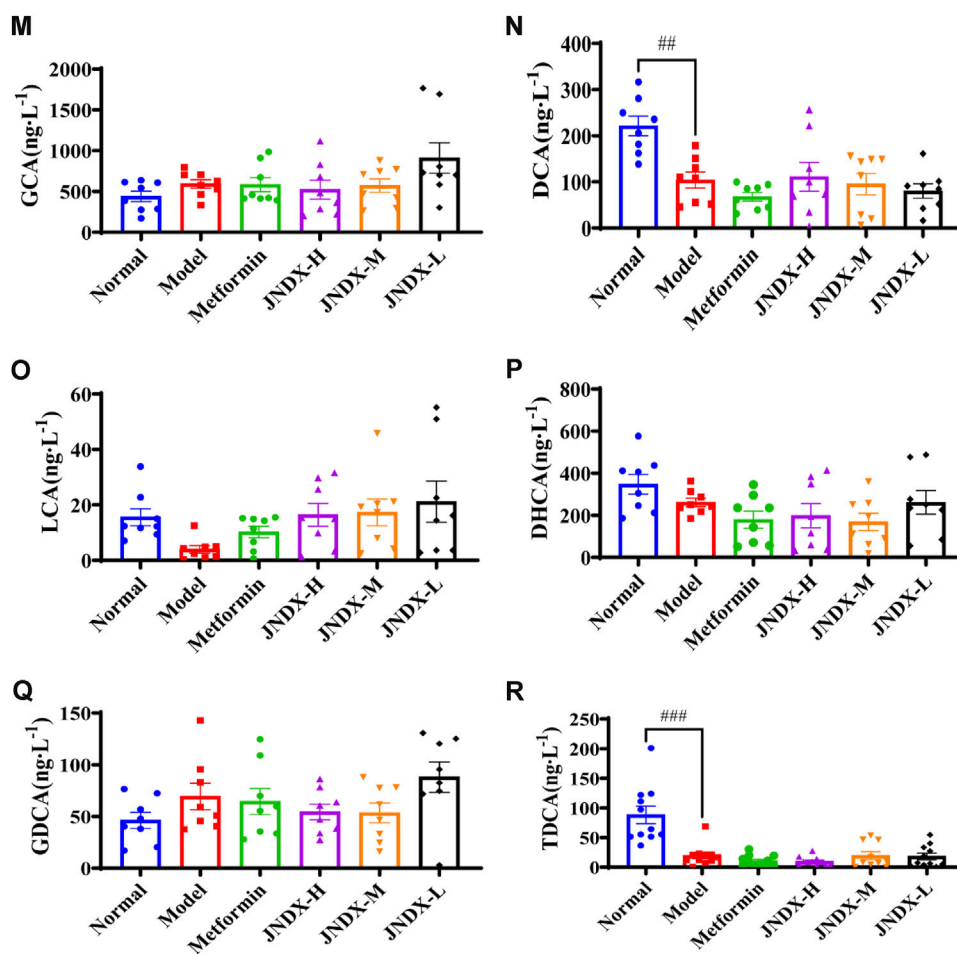 M
GCA(ng·L⁻¹)
2000
1500
1000
500
0
Normal
Model
Metformin
JNDX-H
JNDX-M
JNDX-L
N
DCA(ng·L⁻¹)
400
300
200
100
0
##
Normal
Model
Metformin
JNDX-H
JNDX-M
JNDX-L
O
LCA(ng·L⁻¹)
60
40
20
0
Normal
Model
Metformin
JNDX-H
JNDX-M
JNDX-L
P
DHCA(ng·L⁻¹)
800
600
400
200
0
Normal
Model
Metformin
JNDX-H
JNDX-M
JNDX-L
Q
GDCA(ng·L⁻¹)
150
100
50
0
Normal
Model
Metformin
JNDX-H
JNDX-M
JNDX-L
R
TDCA(ng·L⁻¹)
250
200
150
100
50
0
###
Normal
Model
Metformin
JNDX-H
JNDX-M
JNDX-L